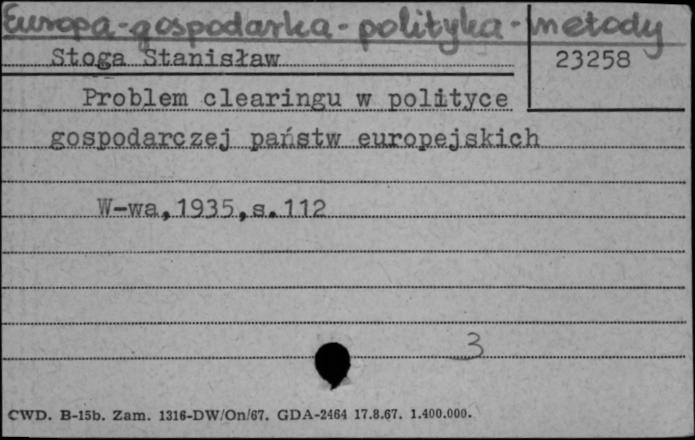 Europa-gospodarka-polityka-metody
Stoga Stanisław
23258
Problem clearingu w polityce
gospodarczej państw europejskich
W-wa,1935,s.112
3
CWD. B-15b. Zam. 1316-DW/On/67. GDA-2464 17.8.67. 1.400.000.